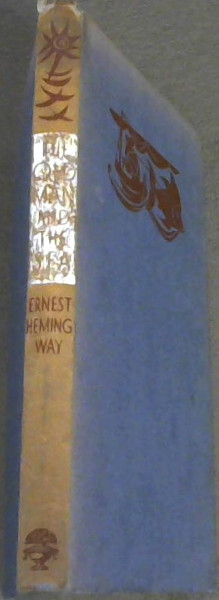 THE
OLD
MAN
AND
THE
SEA
ERNEST
HEMING
WAY